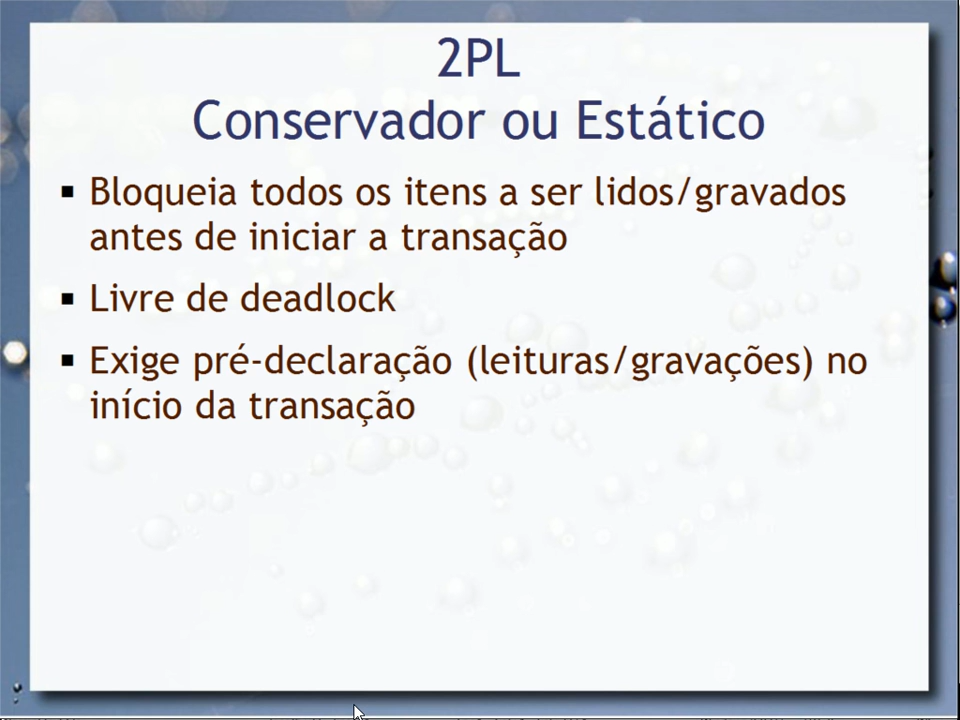 2PL
Conservador ou Estático
▪ Bloqueia todos os itens a ser lidos/gravados
antes de iniciar a transação
▪ Livre de deadlock
▪ Exige pré-declaração (leituras/gravações) no
início da transação